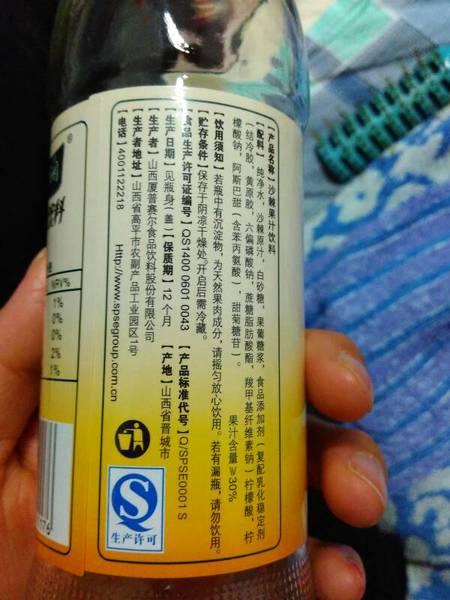 【产品名称】沙棘果汁饮料
【配料】纯净水，沙棘原汁，白砂糖，果葡糖浆，食品添加剂（复配乳化稳定剂
（结冷胶，黄原胶，六偏磷酸钠，蔗糖脂肪酸酯，羧甲基纤维素钠）柠檬酸，柠
檬酸钠，阿斯巴甜（含苯丙氨酸），甜菊糖苷）。
果汁含量≥30%
【饮用须知】若瓶中有沉淀物，为天然果肉成分，请摇匀放心饮用。若有漏瓶，请勿饮用。
【贮存条件】保存于阴凉干燥处。开启后需冷藏。
【食品生产许可证编号】QS1400 0601 0043 【产品标准代号】Q/SPSE0001 S
【生产日期】见瓶身(盖)【保质期】12个月 【产地】山西省晋城市
【生产者】山西厦普赛尔食品饮料股份有限公司
【生产者地址】山西省高平市农副产品工业园区1号
【电话】4001122218 Http://www.spsegroup.com.cn
QS
生产许可
饮料
NRV%
1%
0%
0%
2%
1%